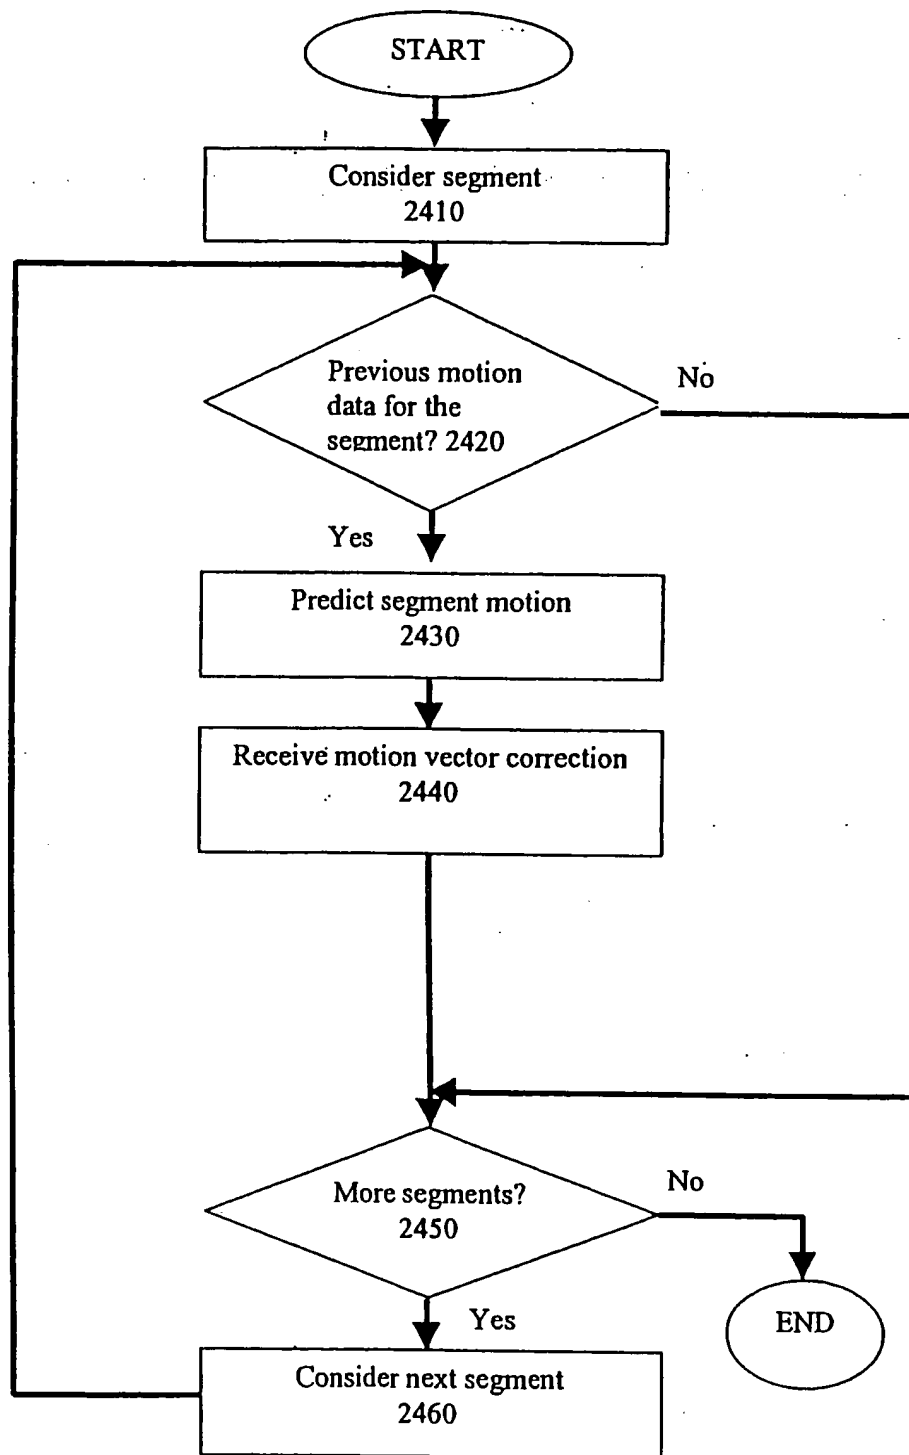 START
Consider segment
2410
Previous motion
data for the
segment? 2420
No
Yes
Predict segment motion
2430
Receive motion vector correction
2440
More segments?
2450
No
Yes
END
Consider next segment
2460